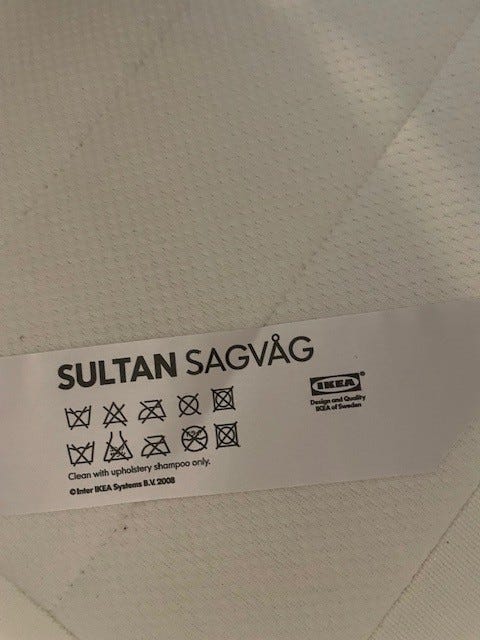 SULTAN SAGVÅG
IKEA®
Design and Quality
IKEA of Sweden
Clean with upholstery shampoo only.
©Inter IKEA Systems B.V. 2008